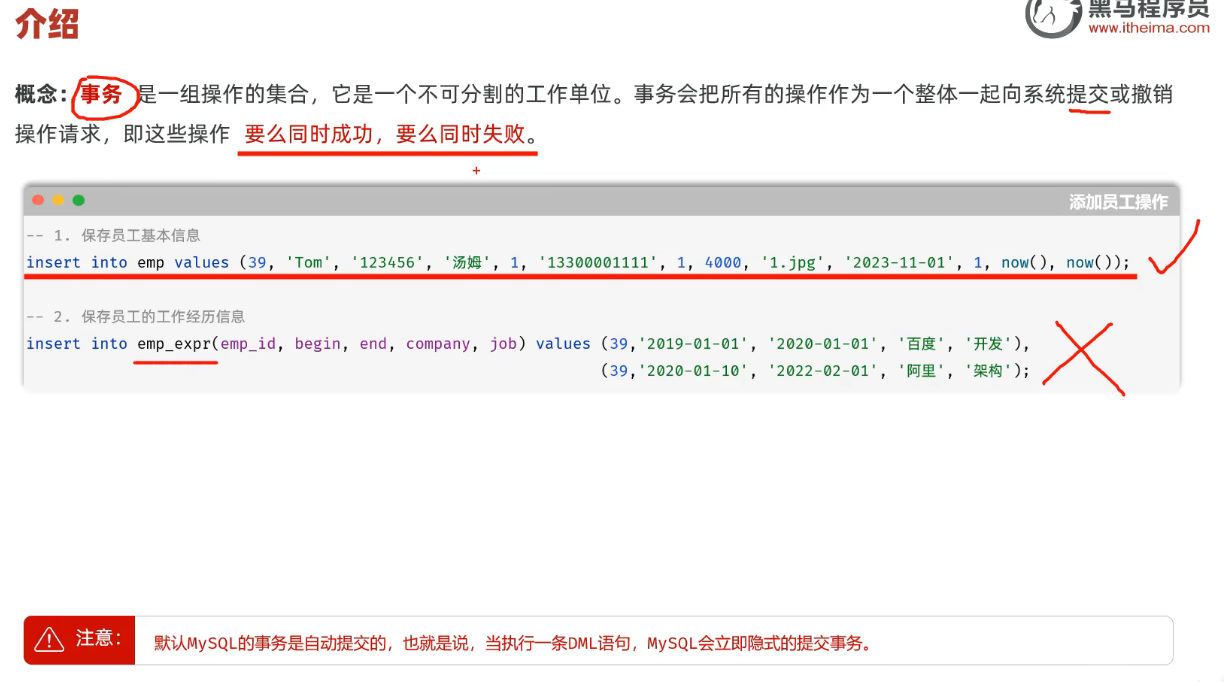 介绍
黑马程序员
www.itheima.com
概念：事务 是一组操作的集合，它是一个不可分割的工作单位。事务会把所有的操作作为一个整体一起向系统提交或撤销
操作请求，即这些操作 要么同时成功，要么同时失败。
添加员工操作
-- 1. 保存员工基本信息
insert into emp values (39, 'Tom', '123456', '汤姆', 1, '13300001111', 1, 4000, '1.jpg', '2023-11-01', 1, now(), now());
-- 2. 保存员工的工作经历信息
insert into emp_expr(emp_id, begin, end, company, job) values (39,'2019-01-01', '2020-01-01', '百度', '开发'),
(39,'2020-01-10', '2022-02-01', '阿里', '架构');
注意：
默认MySQL的事务是自动提交的，也就是说，当执行一条DML语句，MySQL会立即隐式的提交事务。